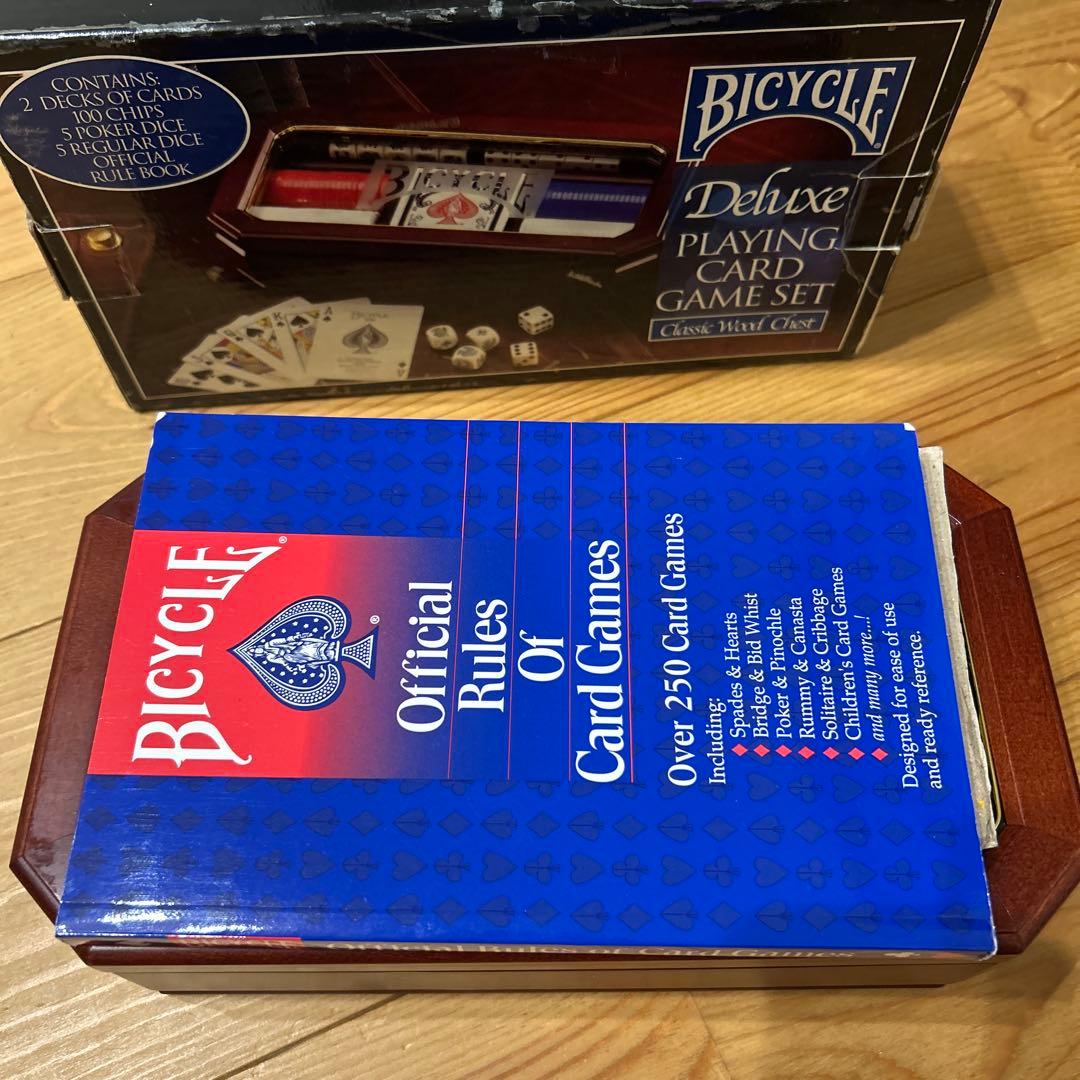 CONTAINS:
2 DECKS OF CARDS
100 CHIPS
5 POKER DICE
5 REGULAR DICE
OFFICIAL
RULE BOOK
BICYCLE
BICYCLE®
Deluxe
PLAYING
CARD
GAME SET
Classic Wood Chest
K
A
BICYCLE®
®
Official
Rules
Of
Card Games
Over 250 Card Games
Including:
♦ Spades & Hearts
♦ Bridge & Bid Whist
♦ Poker & Pinochle
♦ Rummy & Canasta
♦ Solitaire & Cribbage
♦ Children's Card Games
♦ and many more...!
Designed for ease of use
and ready reference.
Official Rules of Card Games